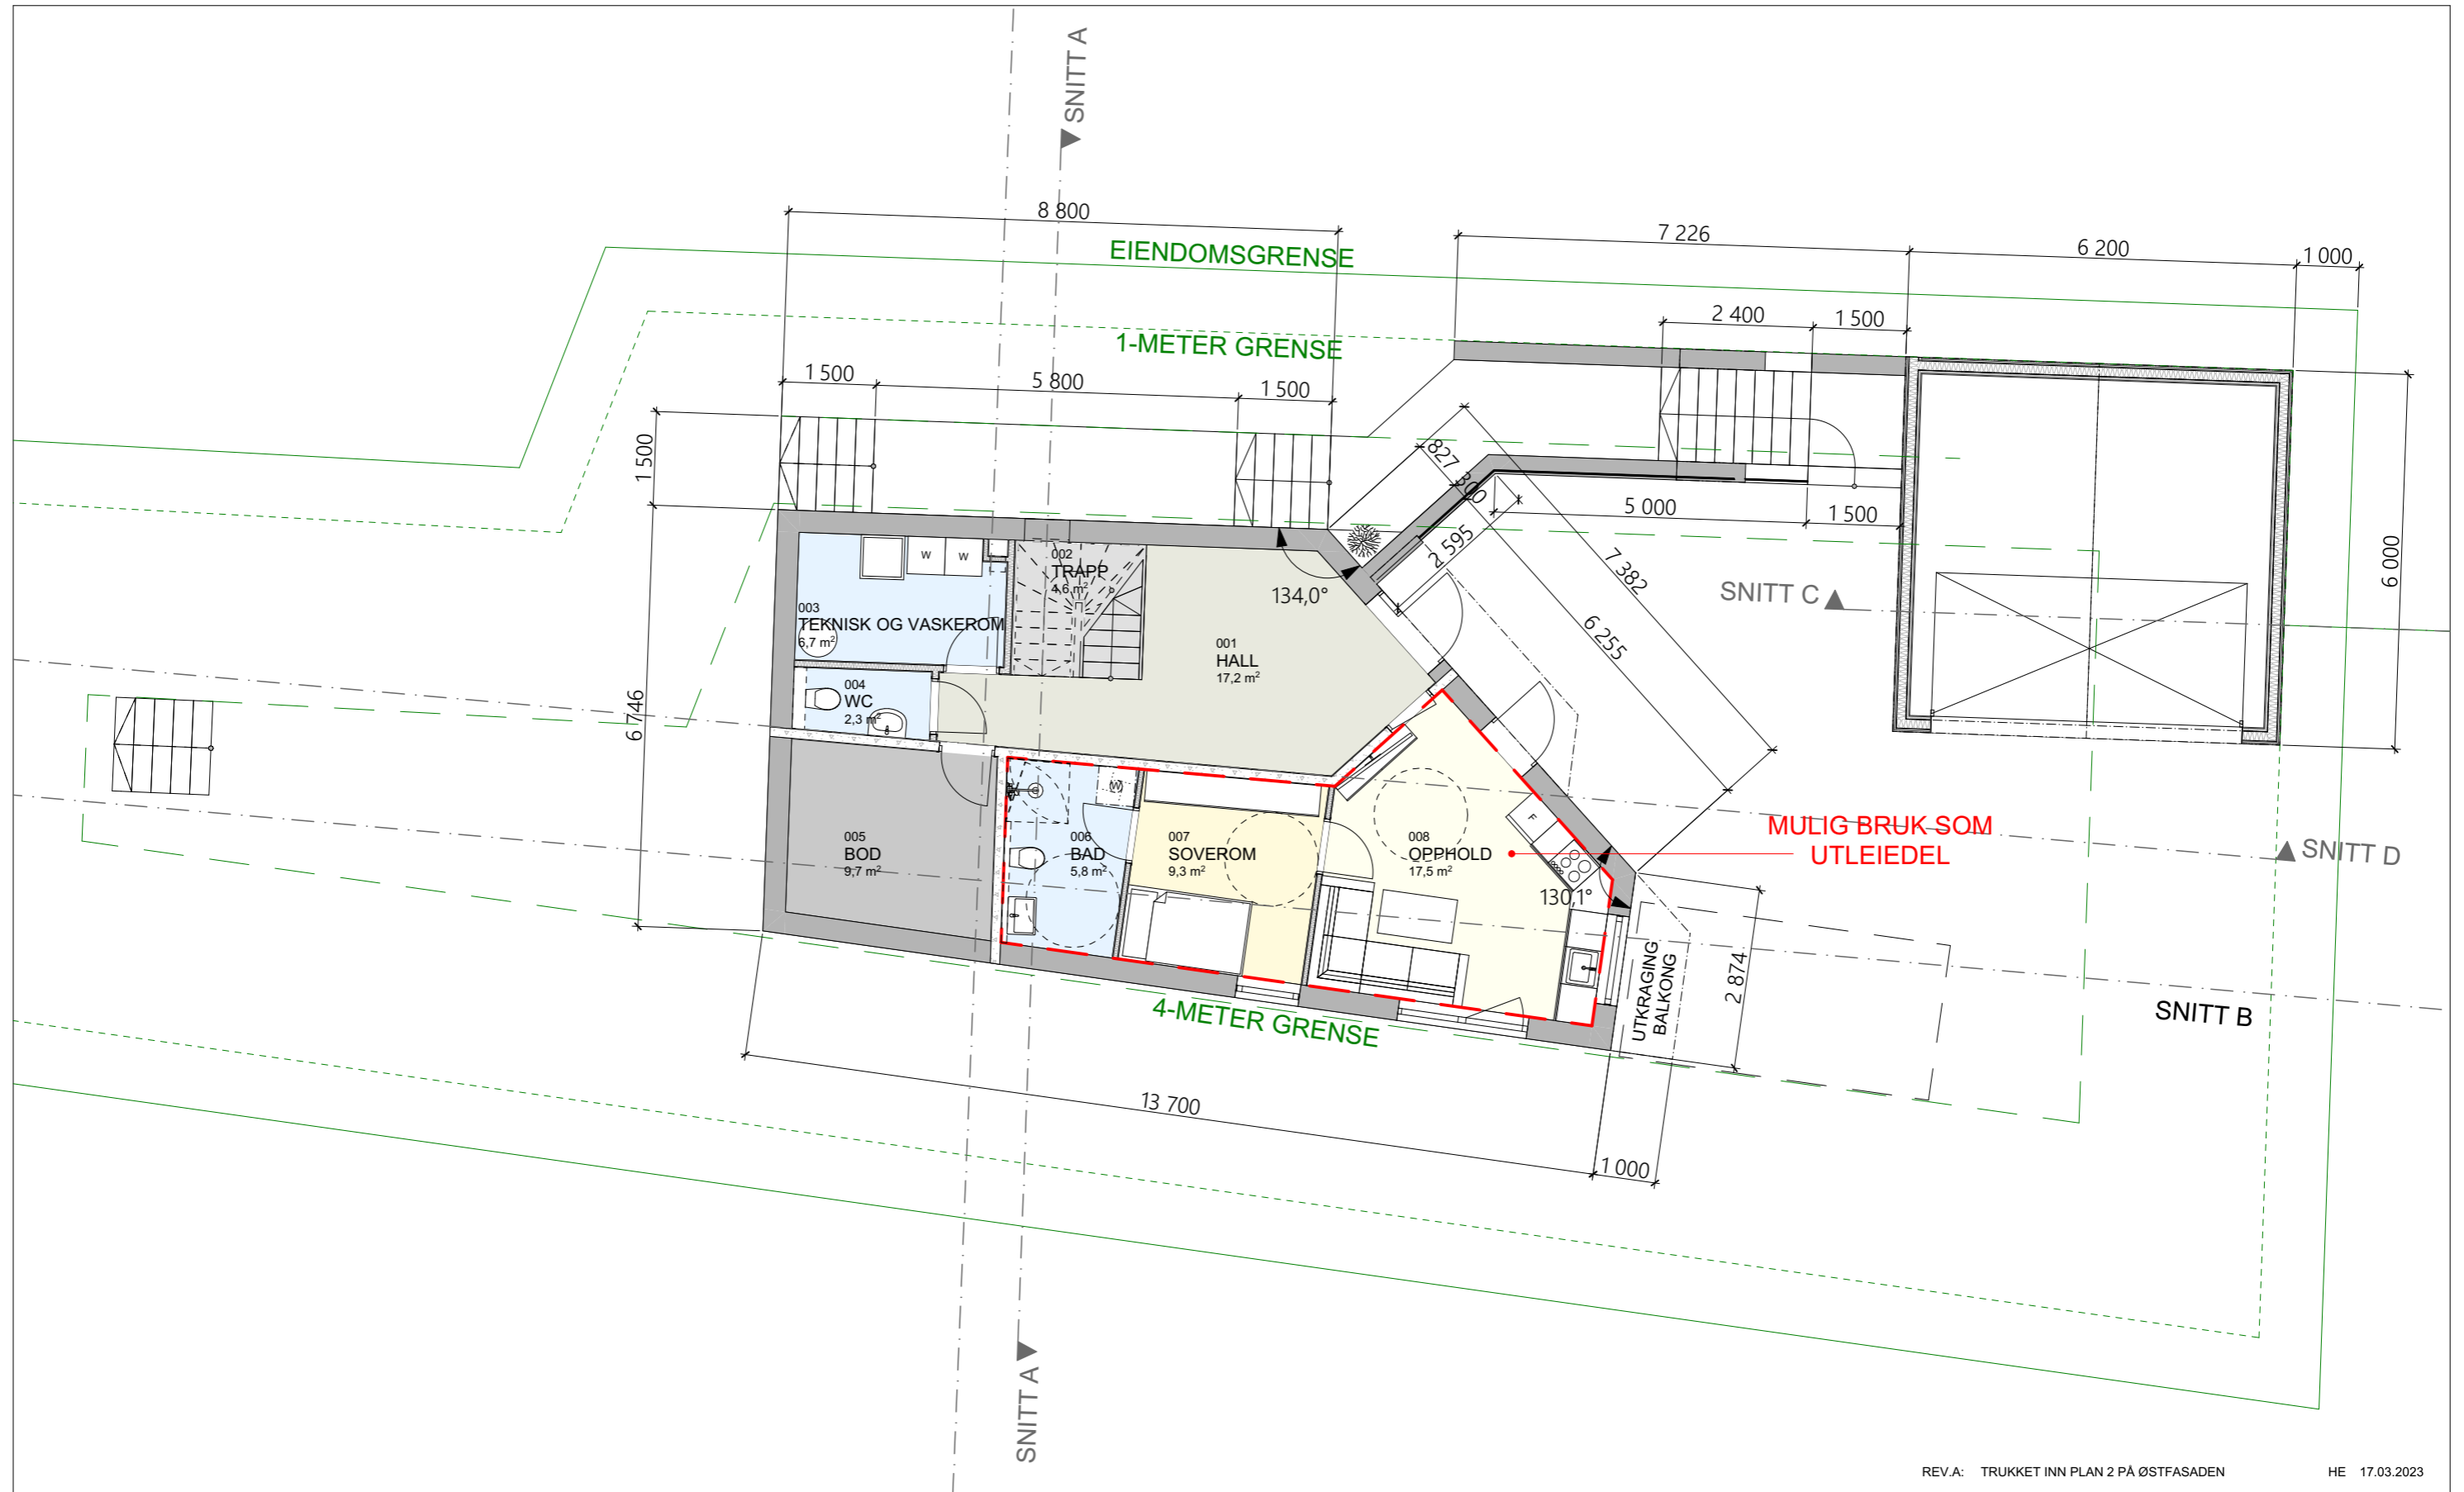 SNITT A
8 800
EIENDOMSGRENSE
7 226
6 200
1 000
2 400
1 500
1-METER GRENSE
1 500
5 800
1 500
1 500
827
300
2 595
5 000
1 500
7 382
6 255
6 000
134,0°
SNITT C
W
W
002
TRAPP
4,6 m²
003
TEKNISK OG VASKEROM
6,7 m²
001
HALL
17,2 m²
004
WC
2,3 m²
6 746
W
F
005
BOD
9,7 m²
006
BAD
5,8 m²
007
SOVEROM
9,3 m²
008
OPPHOLD
17,5 m²
MULIG BRUK SOM
UTLEIEDEL
SNITT D
130,1°
UTKRAGING
BALKONG
2 874
SNITT B
4-METER GRENSE
13 700
1 000
SNITT A
REV.A: TRUKKET INN PLAN 2 PÅ ØSTFASADEN HE 17.03.2023